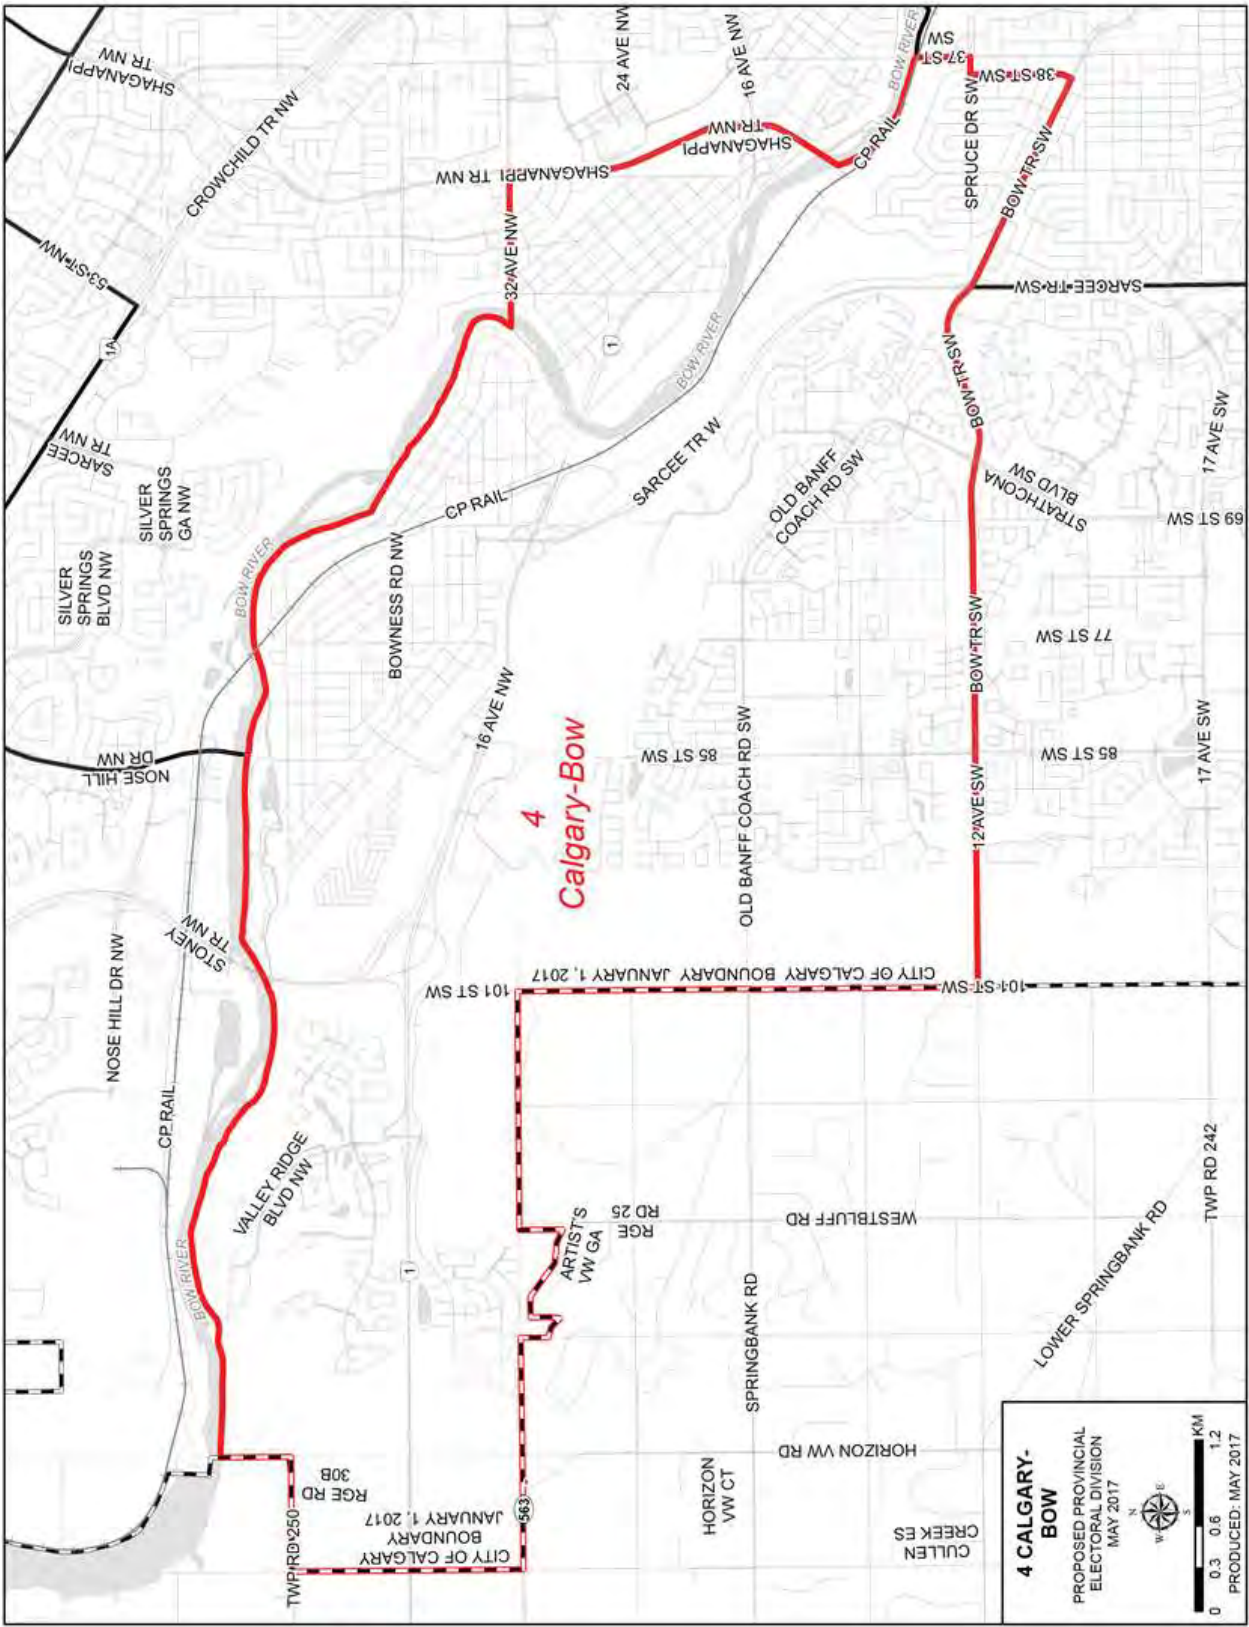 SHAGANAPPI
TR NW
CROWCHILD TR NW
53 ST NW
1A
SARCEE
TR NW
SILVER
SPRINGS
GA NW
SILVER
SPRINGS
BLVD NW
NOSE HILL
DR NW
STONEY
TR NW
NOSE HILL DR NW
CP RAIL
BOW RIVER
VALLEY RIDGE
BLVD NW
BOW RIVER
24 AVE NW
16 AVE NW
SHAGANAPPI
TR NW
SHAGANAPPI TR NW
32 AVE NW
BOW RIVER
CP RAIL
37 ST
SW
38 ST SW
SPRUCE DR SW
BOW TR SW
SARCEE TR SW
BOW TR SW
1
BOW RIVER
SARCEE TR W
CP RAIL
BOWNESS RD NW
16 AVE NW
OLD BANFF
COACH RD SW
STRATHCONA
BLVD SW
17 AVE SW
69 ST SW
77 ST SW
BOW TR SW
85 ST SW
85 ST SW
17 AVE SW
12 AVE SW
OLD BANFF COACH RD SW
4
Calgary-Bow
CITY OF CALGARY BOUNDARY JANUARY 1, 2017
101 ST SW
101 ST SW
1
ARTIST'S
VW GA
RGE
RD 25
WESTBLUFF RD
SPRINGBANK RD
LOWER SPRINGBANK RD
TWP RD 242
HORIZON VW RD
HORIZON
VW CT
CULLEN
CREEK ES
RGE RD
30B
TWP RD 250
CITY OF CALGARY
BOUNDARY
JANUARY 1, 2017
563
4 CALGARY-
BOW
PROPOSED PROVINCIAL
ELECTORAL DIVISION
MAY 2017
N
W
E
S
KM
0 0.3 0.6 1.2
PRODUCED: MAY 2017